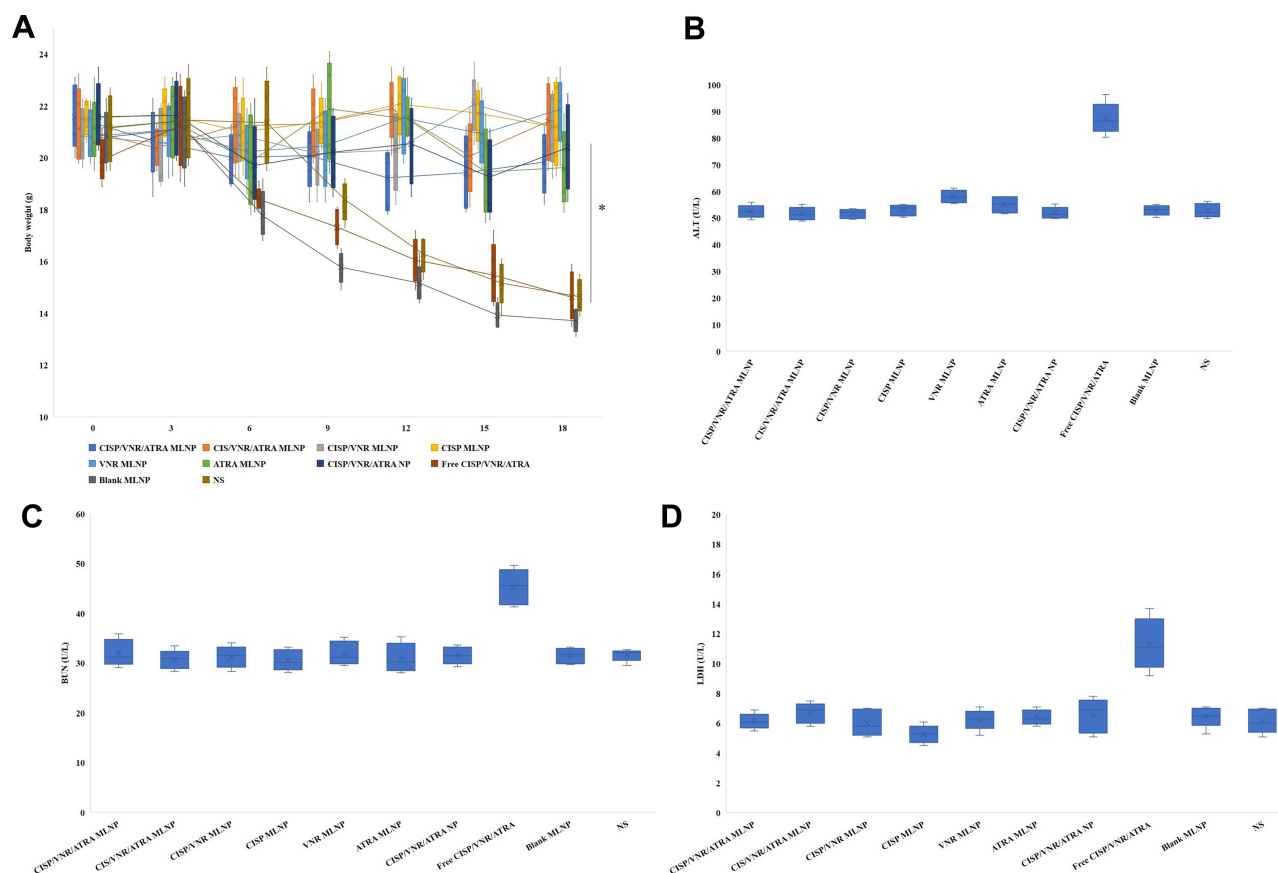 A
Body weight (g)
24
22
20
18
16
14
12
10
0 3 6 9 12 15 18
*
CISP/VNR/ATRA MLNP CIS/VNR/ATRA MLNP CISP/VNR MLNP CISP MLNP
VNR MLNP ATRA MLNP CISP/VNR/ATRA NP Free CISP/VNR/ATRA
Blank MLNP NS
B
ALT (U/L)
100
90
80
70
60
50
40
30
20
10
0
CISP/VNR/ATRA MLNP
CIS/VNR/ATRA MLNP
CISP/VNR MLNP
CISP MLNP
VNR MLNP
ATRA MLNP
CISP/VNR/ATRA NP
Free CISP/VNR/ATRA
Blank MLNP
NS
C
BUN (U/L)
60
50
40
30
20
10
0
CISP/VNR/ATRA MLNP
CIS/VNR/ATRA MLNP
CISP/VNR MLNP
CISP MLNP
VNR MLNP
ATRA MLNP
CISP/VNR/ATRA NP
Free CISP/VNR/ATRA
Blank MLNP
NS
D
LDH (U/L)
20
18
16
14
12
10
8
6
4
2
0
CISP/VNR/ATRA MLNP
CIS/VNR/ATRA MLNP
CISP/VNR MLNP
CISP MLNP
VNR MLNP
ATRA MLNP
CISP/VNR/ATRA NP
Free CISP/VNR/ATRA
Blank MLNP
NS